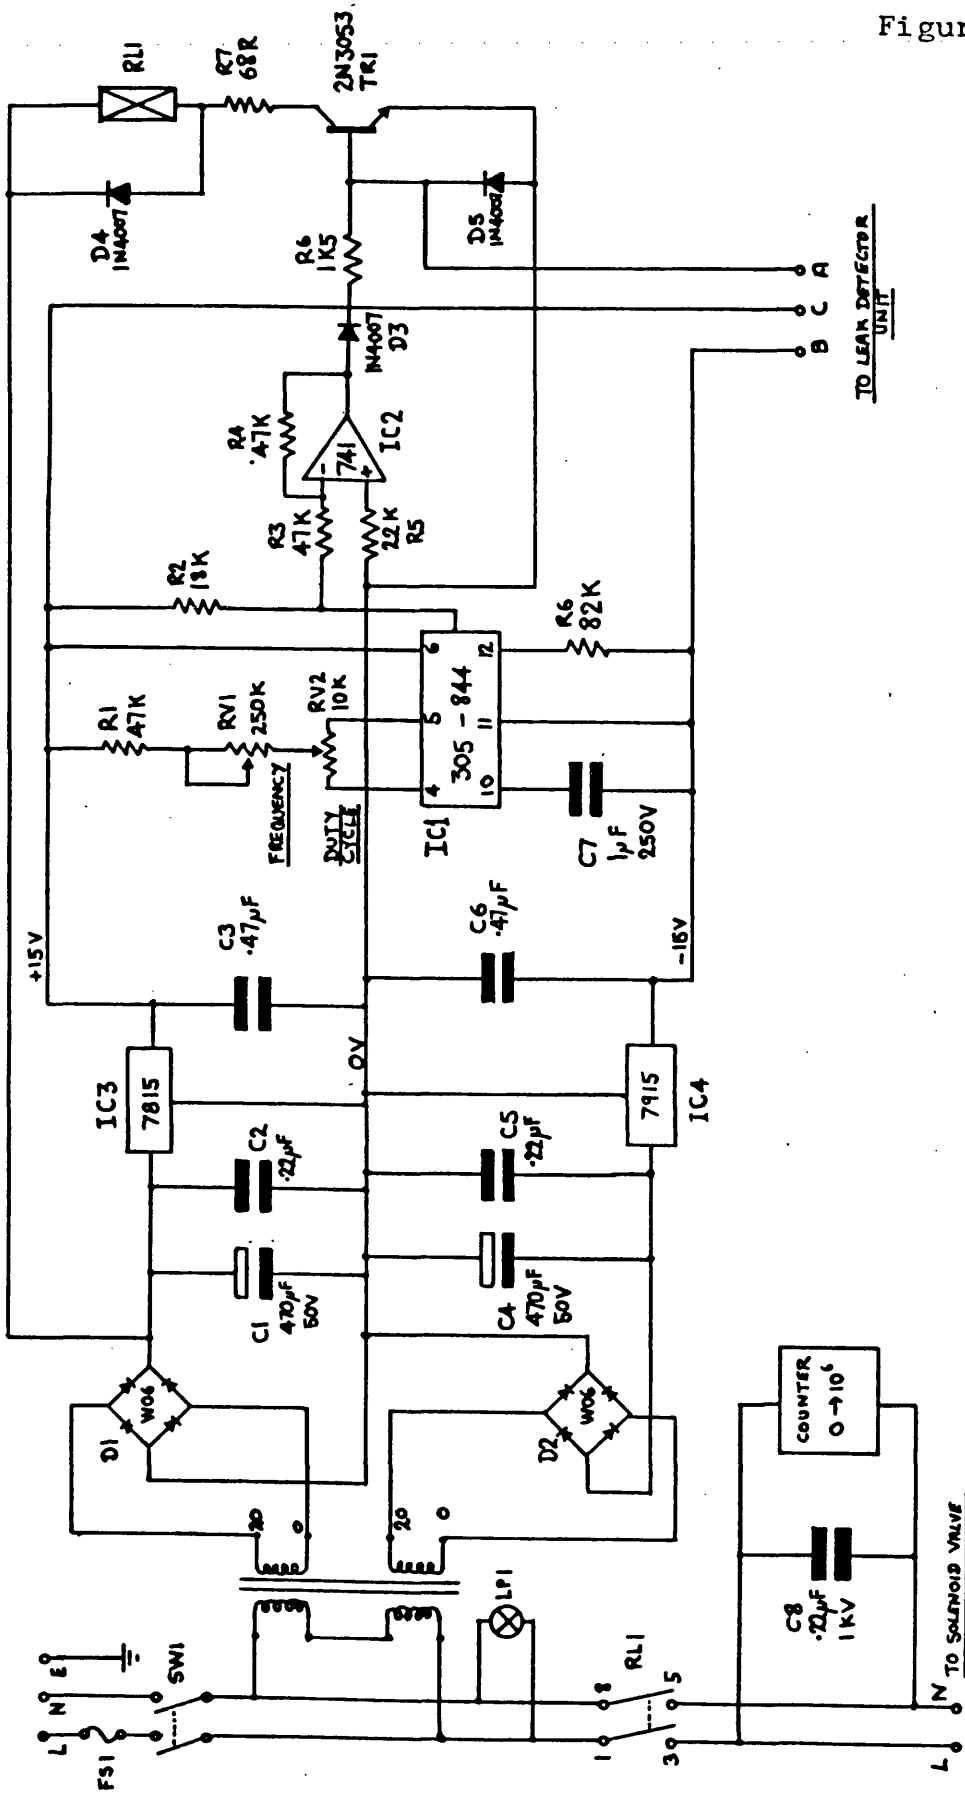 Figur
RL1
R7
68R
2N3053
TR1
D4
1N4007
R6
1K5
D5
1N4007
1N4007
D3
A
C
B
TO LEAK DETECTOR
UNIT
R4
.47K
741
-
+
IC2
R3
47K
22K
R5
R2
18K
R6
82K
R1
47K
RV1
250K
FREQUENCY
RV2
10K
DUTY
CYCLE
6
5
4
305-844
12
11
10
IC1
C7
1µF
250V
+15V
C3
.47µF
C6
.47µF
-15V
0V
IC3
7815
7915
IC4
C2
.22µF
C5
.22µF
C1
470µF
50V
C4
470µF
50V
D1
W06
D2
W06
20
0
20
0
LP1
COUNTER
0→10⁶
C8
.22µF
1KV
E
N
L
FS1
SW1
RL1
8
5
1
3
N
L
TO SOLENOID VALVE